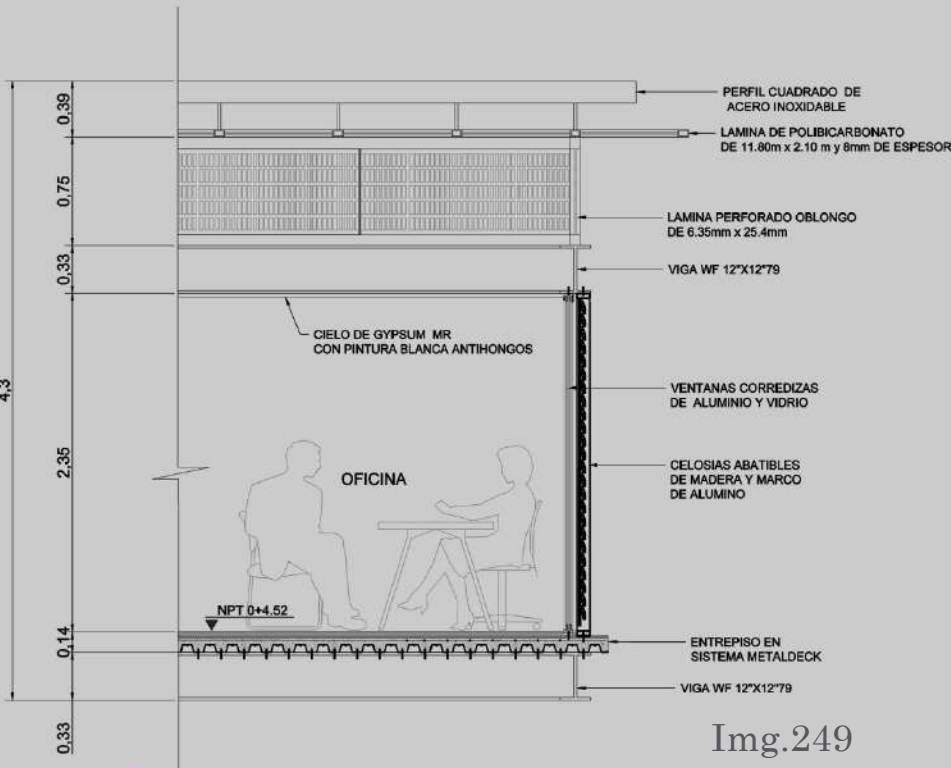 0,39
PERFIL CUADRADO DE
ACERO INOXIDABLE
LAMINA DE POLIBICARBONATO
DE 11.80m x 2.10 m y 8mm DE ESPESOR
0,75
LAMINA PERFORADO OBLONGO
DE 6.35mm x 25.4mm
0,33
VIGA WF 12"X12"79
CIELO DE GYPSUM MR
CON PINTURA BLANCA ANTIHONGOS
4,3
VENTANAS CORREDIZAS
DE ALUMINIO Y VIDRIO
2,35
OFICINA
CELOSIAS ABATIBLES
DE MADERA Y MARCO
DE ALUMINO
NPT 0+4.52
0,14
ENTREPISO EN
SISTEMA METALDECK
VIGA WF 12"X12"79
0,33
Img.249